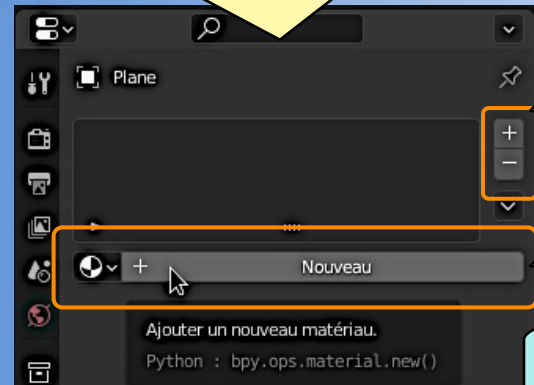 Plane
Nouveau
Ajouter un nouveau matériau.
Python : bpy.ops.material.new()